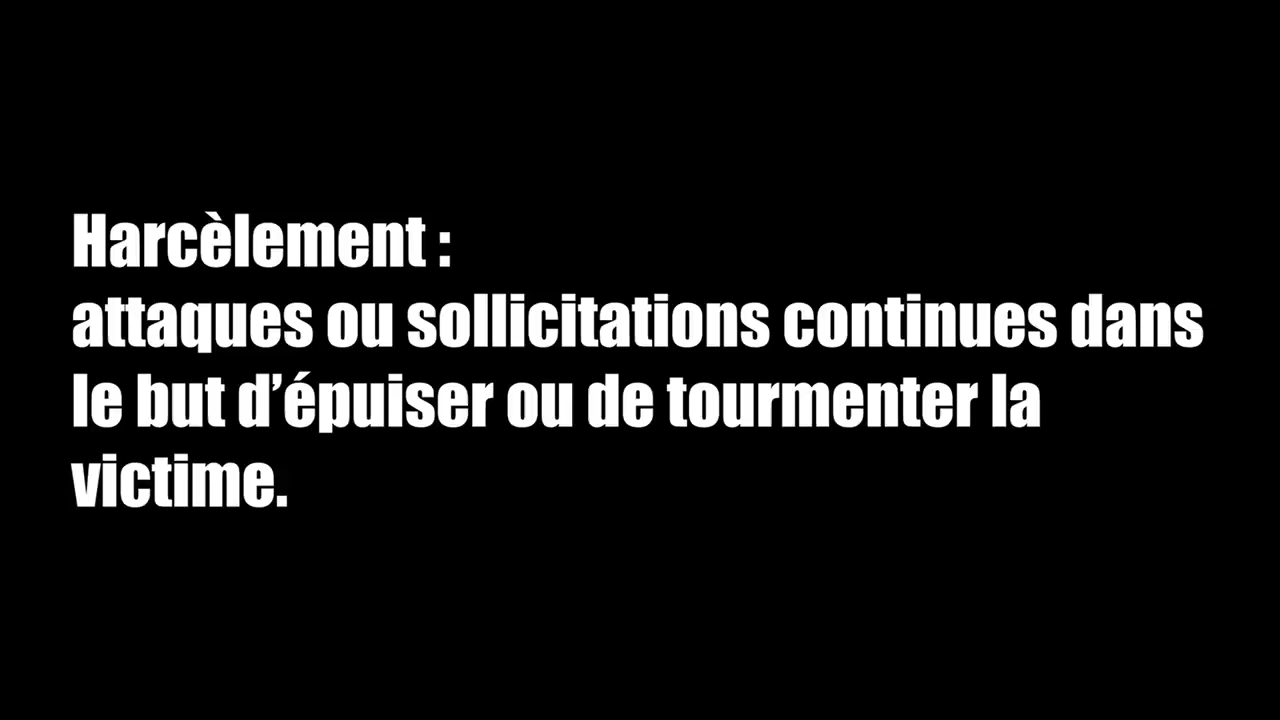 Harcèlement :
attaques ou sollicitations continues dans
le but d’épuiser ou de tourmenter la
victime.